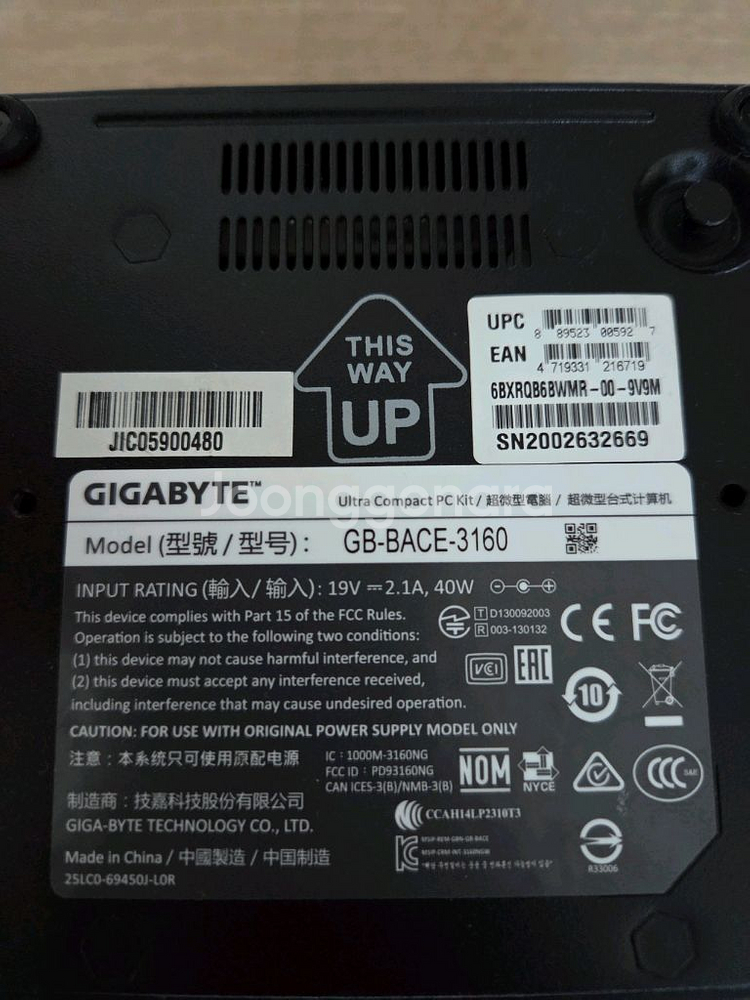 THIS
WAY
UP
UPC
8 89523 00592 7
EAN
4 719331 216719
6BXRQB6BWMR-00-9V9M
SN2002632669
JIC05900480
Joonggonara
GIGABYTE™
Ultra Compact PC Kit / 超微型電腦 / 超微型台式计算机
Model (型號 / 型号) : GB-BACE-3160
INPUT RATING (輸入 / 输入): 19V ⎓ 2.1A, 40W
This device complies with Part 15 of the FCC Rules.
Operation is subject to the following two conditions:
(1) this device may not cause harmful interference, and
(2) this device must accept any interference received,
including interference that may cause undesired operation.
T D130092003
R 003-130132
CE FC
VCI EAC
10
CAUTION: FOR USE WITH ORIGINAL POWER SUPPLY MODEL ONLY
注意：本系统只可使用原配电源
IC : 1000M-3160NG
FCC ID : PD93160NG
CAN ICES-3(B)/NMB-3(B)
NOM
NYCE
CCC
制造商：技嘉科技股份有限公司
GIGA-BYTE TECHNOLOGY CO., LTD.
CCAH14LP2310T3
Made in China / 中國製造 / 中国制造
25LC0-69450J-L0R
R33006